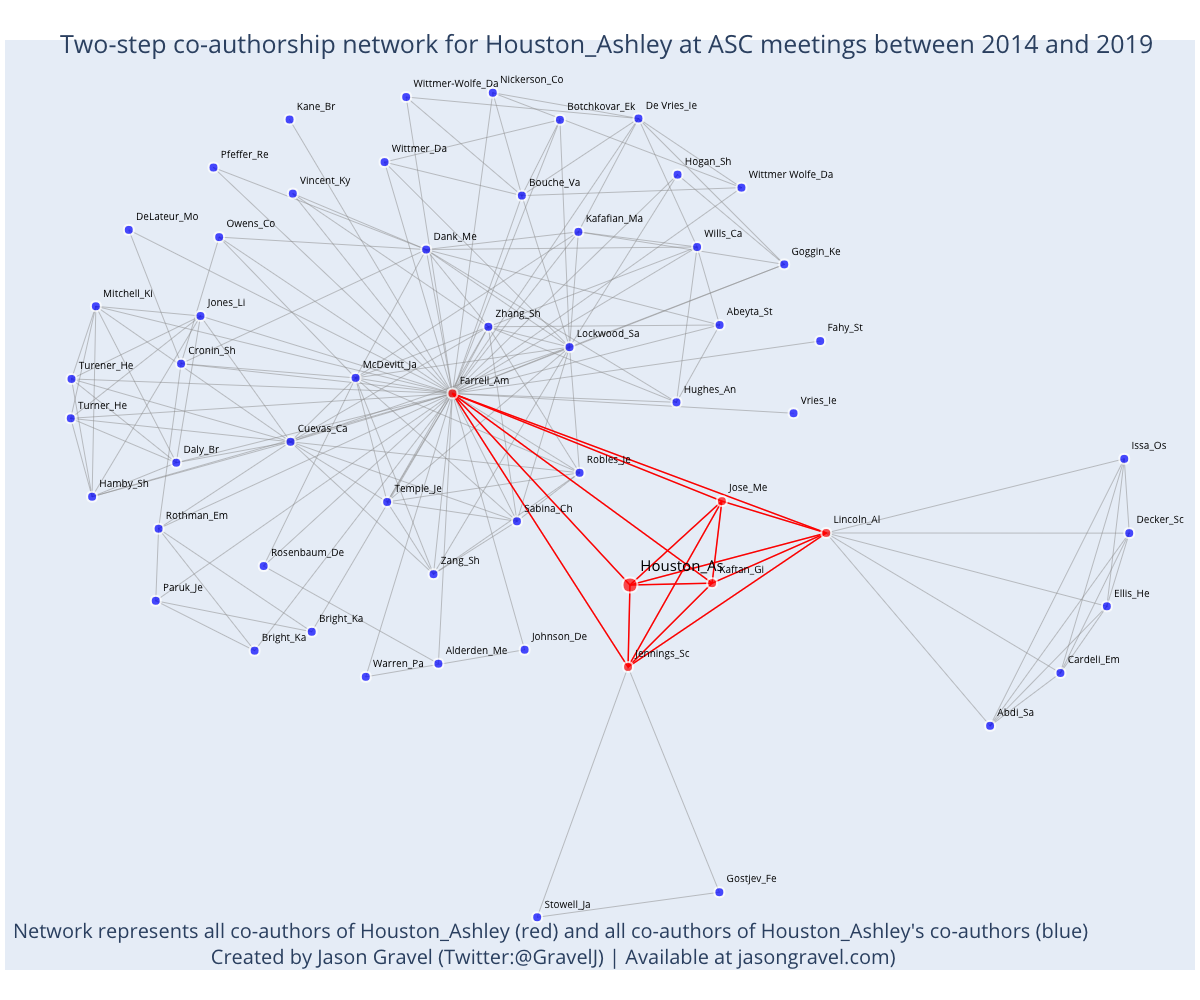 Two-step co-authorship network for Houston_Ashley at ASC meetings between 2014 and 2019
Nickerson_Co
Wittmer-Wolfe_Da
Kane_Br
Botchkovar_Ek
De Vries_Ie
Wittmer_Da
Pfeffer_Re
Hogan_Sh
Wittmer Wolfe_Da
Vincent_Ky
Bouche_Va
DeLateur_Mo
Owens_Co
Kafafian_Ma
Dank_Me
Wills_Ca
Goggin_Ke
Mitchell_Ki
Jones_Li
Zhang_Sh
Abeyta_St
Lockwood_Sa
Fahy_St
Cronin_Sh
Turener_He
McDevitt_Ja
Farrell_Am
Hughes_An
Vries_Ie
Turner_He
Cuevas_Ca
Daly_Br
Issa_Os
Robles_Je
Hamby_Sh
Temple_Je
Jose_Me
Sabina_Ch
Rothman_Em
Lincoln_Al
Decker_Sc
Rosenbaum_De
Zang_Sh
Houston_As
Kaftan_Gi
Paruk_Je
Ellis_He
Bright_Ka
Bright_Ka
Johnson_De
Alderden_Me
Warren_Pa
Jennings_Sc
Cardeli_Em
Abdi_Sa
Gostjev_Fe
Stowell_Ja
Network represents all co-authors of Houston_Ashley (red) and all co-authors of Houston_Ashley's co-authors (blue)
Created by Jason Gravel (Twitter:@GravelJ) | Available at jasongravel.com)